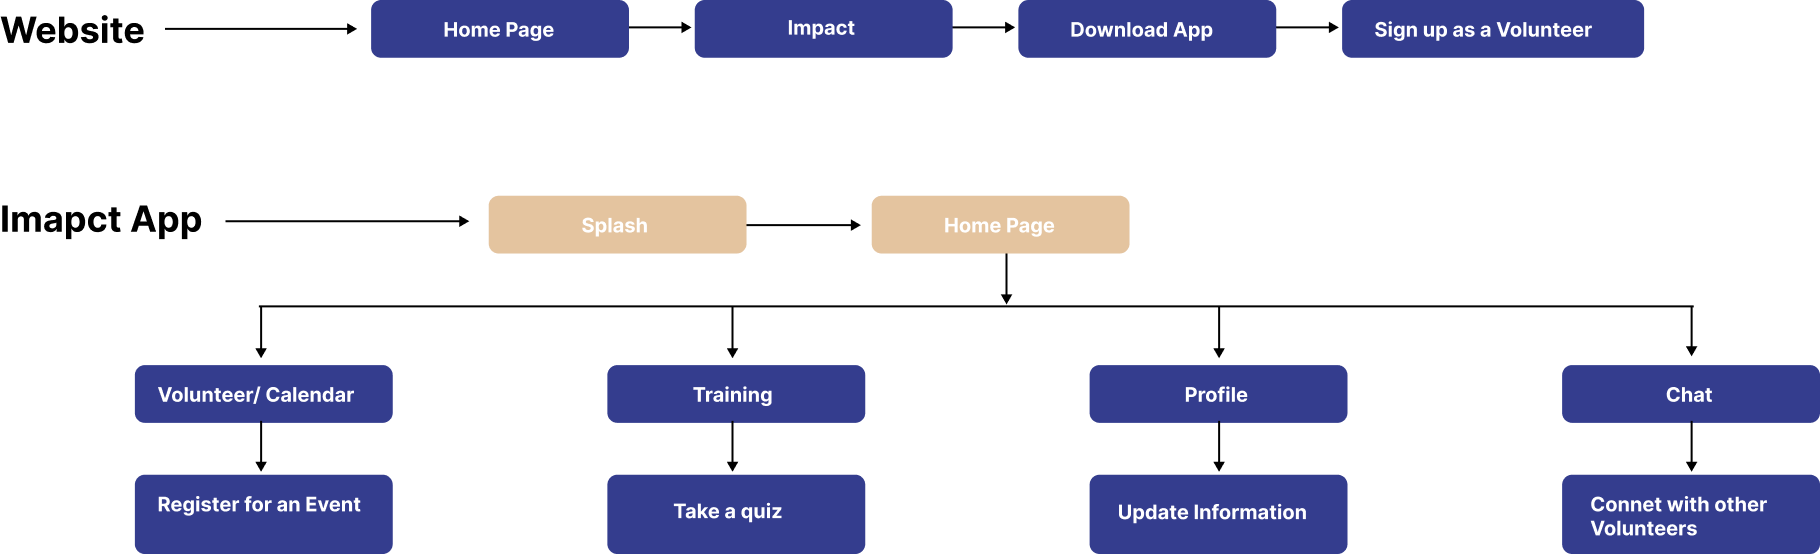 Website
Home Page
Impact
Download App
Sign up as a Volunteer
Imapct App
Splash
Home Page
Volunteer/ Calendar
Training
Profile
Chat
Register for an Event
Take a quiz
Update Information
Connet with other
Volunteers